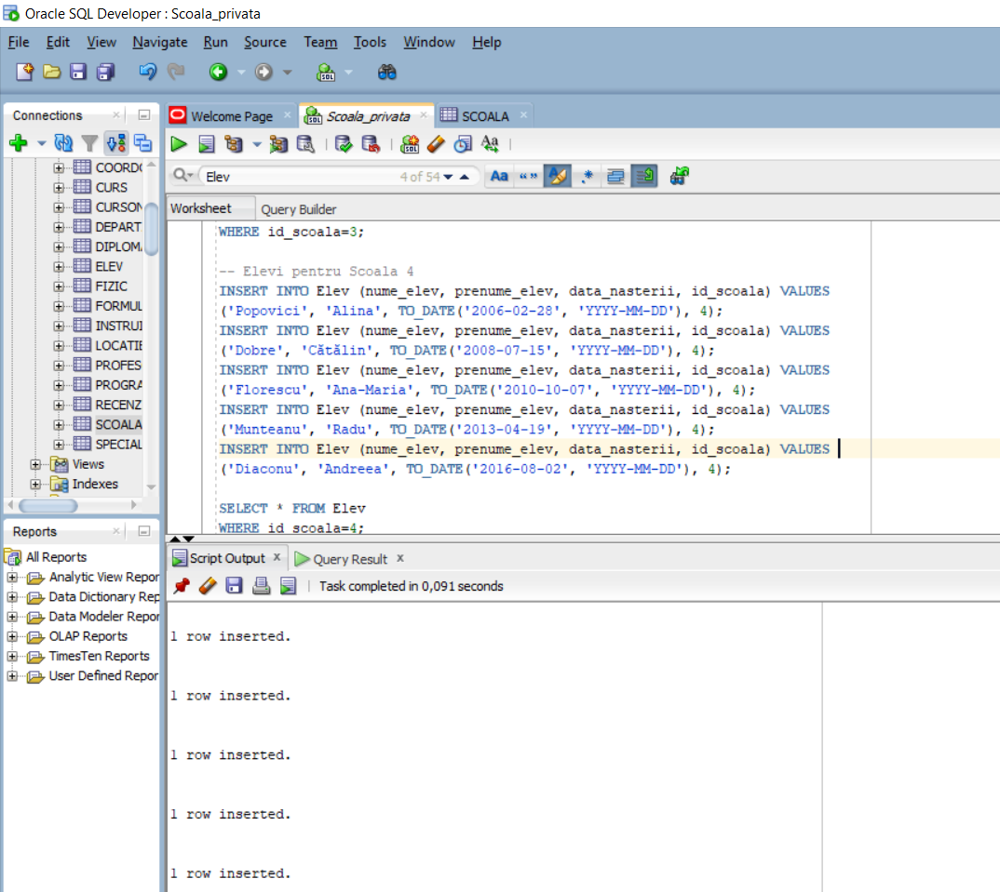 Oracle SQL Developer : Scoala_privata
File Edit View Navigate Run Source Team Tools Window Help
Connections
Welcome Page
Scoala_privata
SCOALA
COORDO
CURS
CURSON
DEPART
DIPLOMA
ELEV
FIZIC
FORMUL
INSTRUI
LOCATIE
PROFES
PROGRA
RECENZ
SCOALA
SPECIAL
Views
Indexes
Elev 4 of 54
Aa “ ” .*
Worksheet Query Builder
WHERE id_scoala=3;
-- Elevi pentru Scoala 4
INSERT INTO Elev (nume_elev, prenume_elev, data_nasterii, id_scoala) VALUES
('Popovici', 'Alina', TO_DATE('2006-02-28', 'YYYY-MM-DD'), 4);
INSERT INTO Elev (nume_elev, prenume_elev, data_nasterii, id_scoala) VALUES
('Dobre', 'Cătălin', TO_DATE('2008-07-15', 'YYYY-MM-DD'), 4);
INSERT INTO Elev (nume_elev, prenume_elev, data_nasterii, id_scoala) VALUES
('Florescu', 'Ana-Maria', TO_DATE('2010-10-07', 'YYYY-MM-DD'), 4);
INSERT INTO Elev (nume_elev, prenume_elev, data_nasterii, id_scoala) VALUES
('Munteanu', 'Radu', TO_DATE('2013-04-19', 'YYYY-MM-DD'), 4);
INSERT INTO Elev (nume_elev, prenume_elev, data_nasterii, id_scoala) VALUES
('Diaconu', 'Andreea', TO_DATE('2016-08-02', 'YYYY-MM-DD'), 4);
SELECT * FROM Elev
WHERE id_scoala=4;
Reports
All Reports
Analytic View Repor
Data Dictionary Rep
Data Modeler Repor
OLAP Reports
TimesTen Reports
User Defined Repor
Script Output Query Result
Task completed in 0,091 seconds
1 row inserted.
1 row inserted.
1 row inserted.
1 row inserted.
1 row inserted.